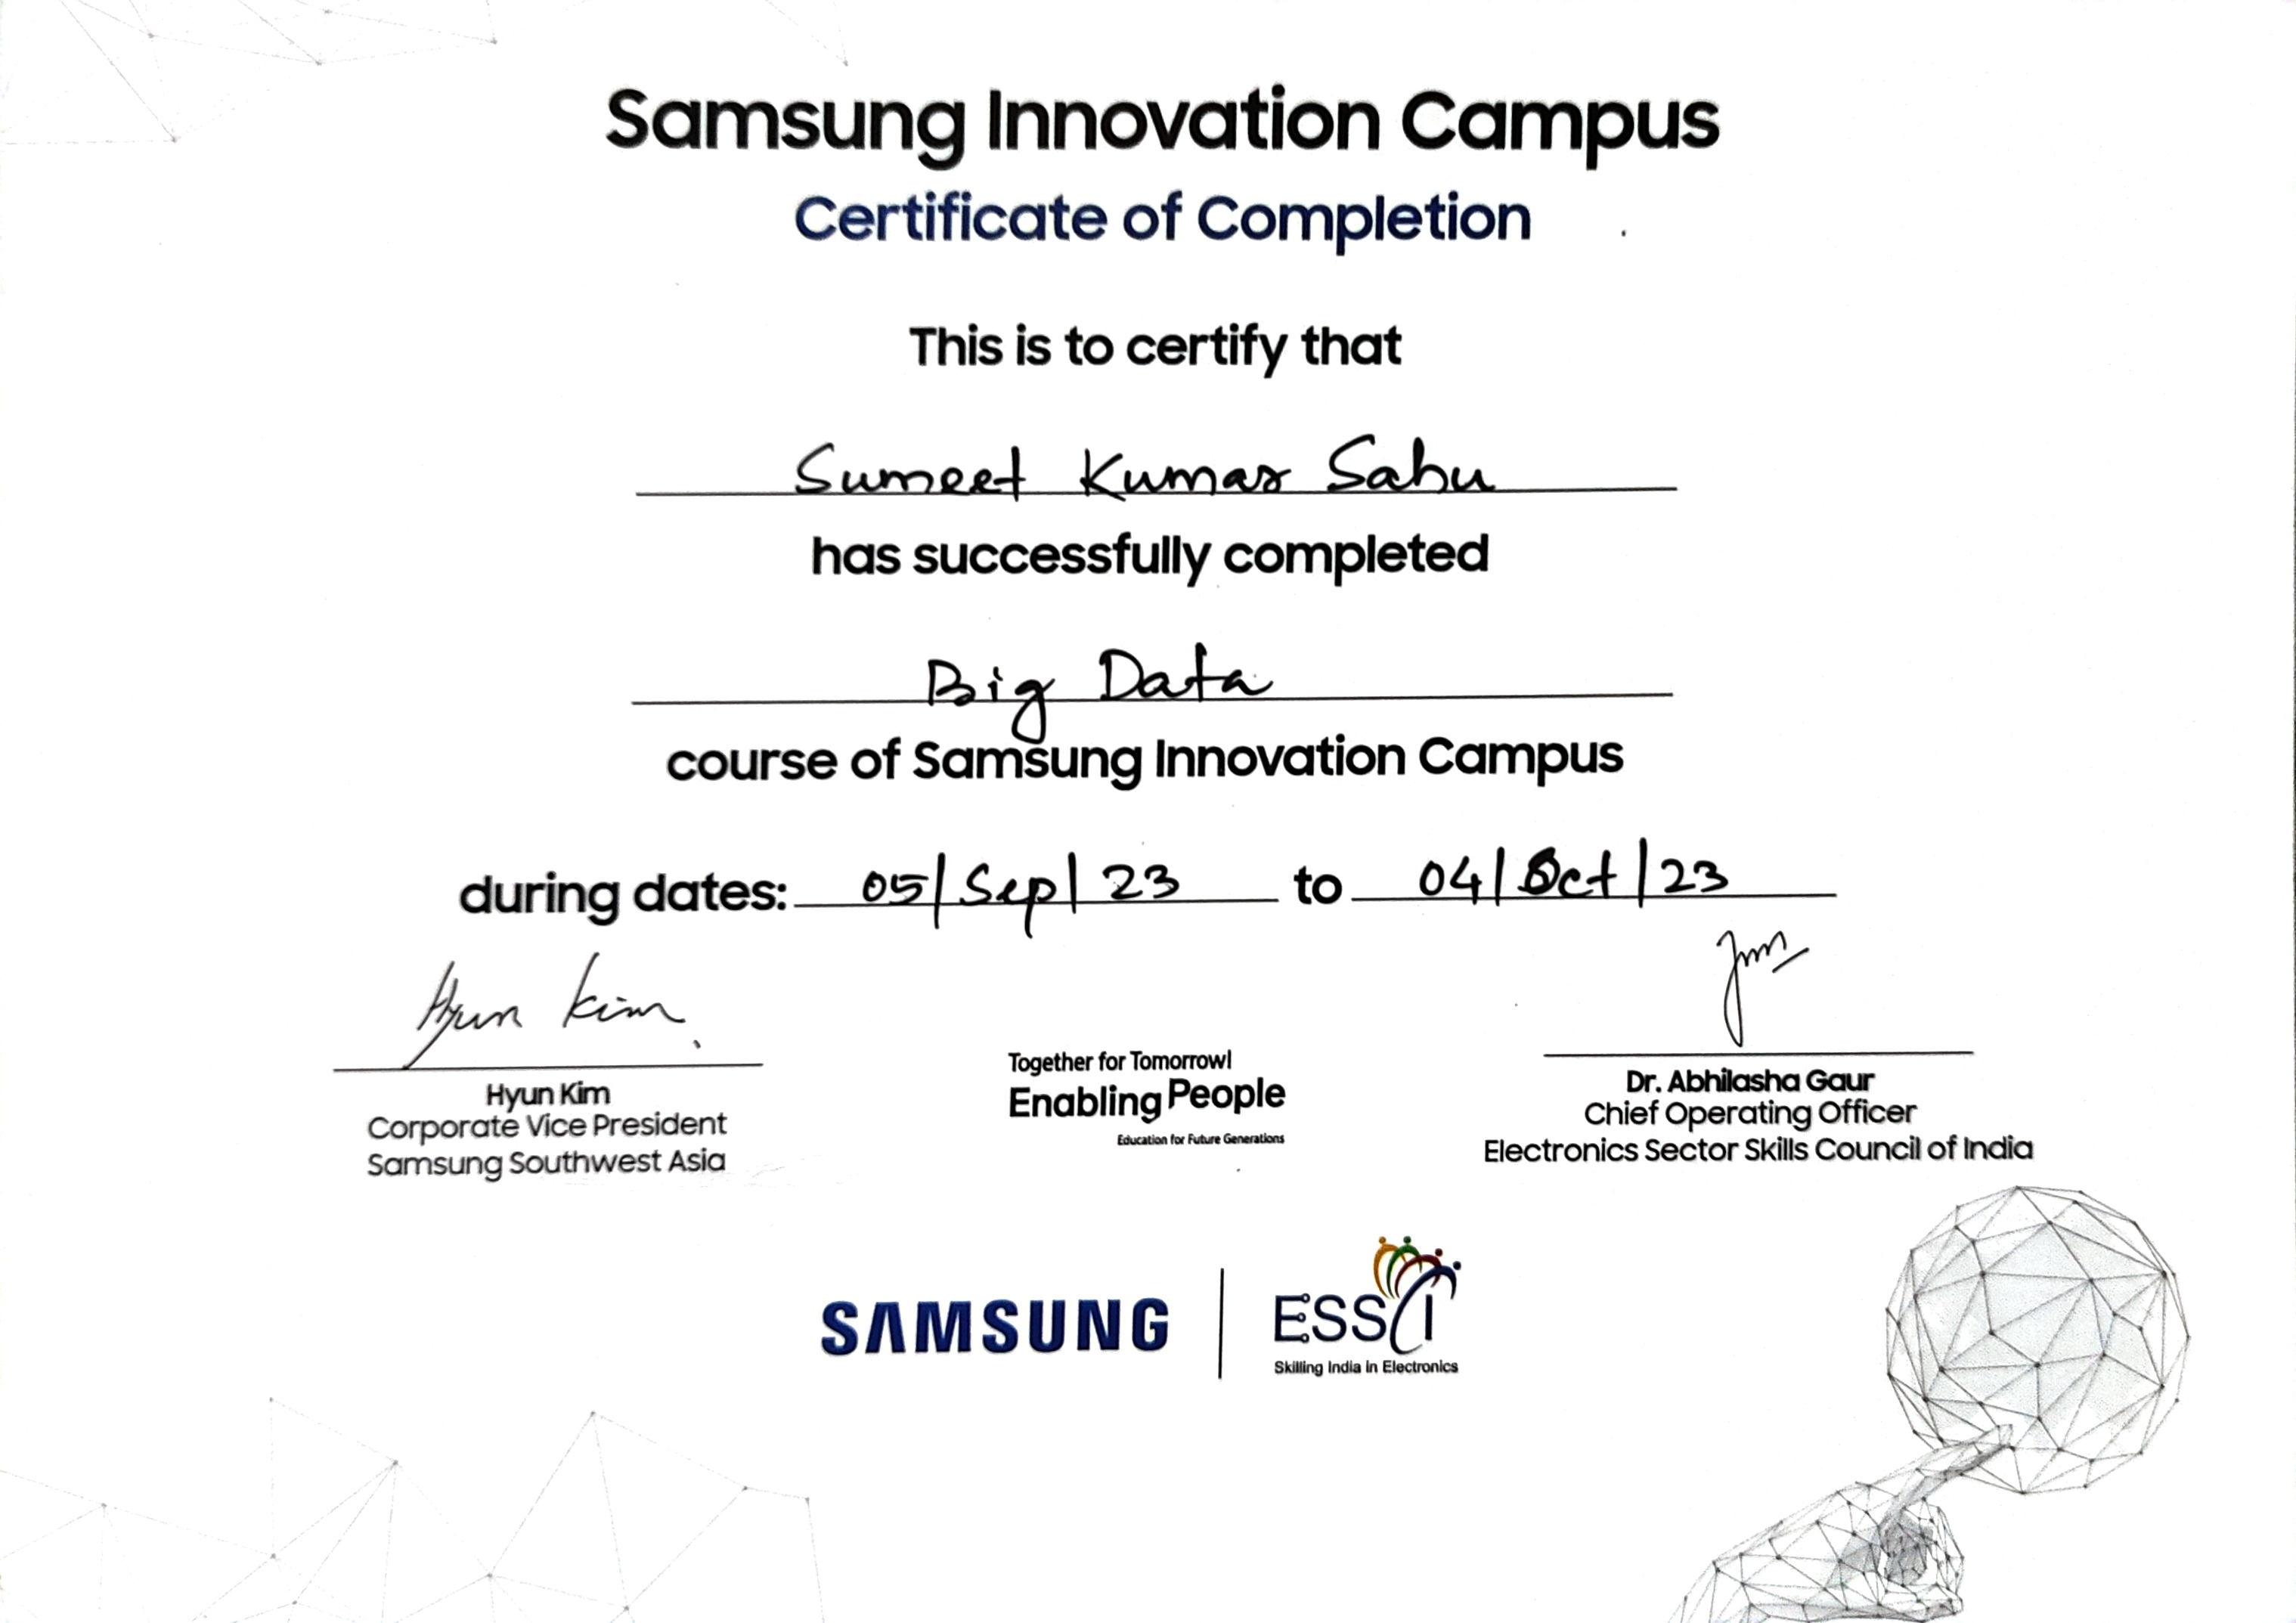 Samsung Innovation Campus
Certificate of Completion
This is to certify that
Sumeet Kumar Sahu
has successfully completed
Big Data
course of Samsung Innovation Campus
during dates: 05/Sep/23 to 04/Oct/23
Hyun Kim
Hyun Kim
Corporate Vice President
Samsung Southwest Asia
Together for Tomorrow!
Enabling People
Education for Future Generations
Dr. Abhilasha Gaur
Chief Operating Officer
Electronics Sector Skills Council of India
SAMSUNG
ESSCI
Skilling India in Electronics